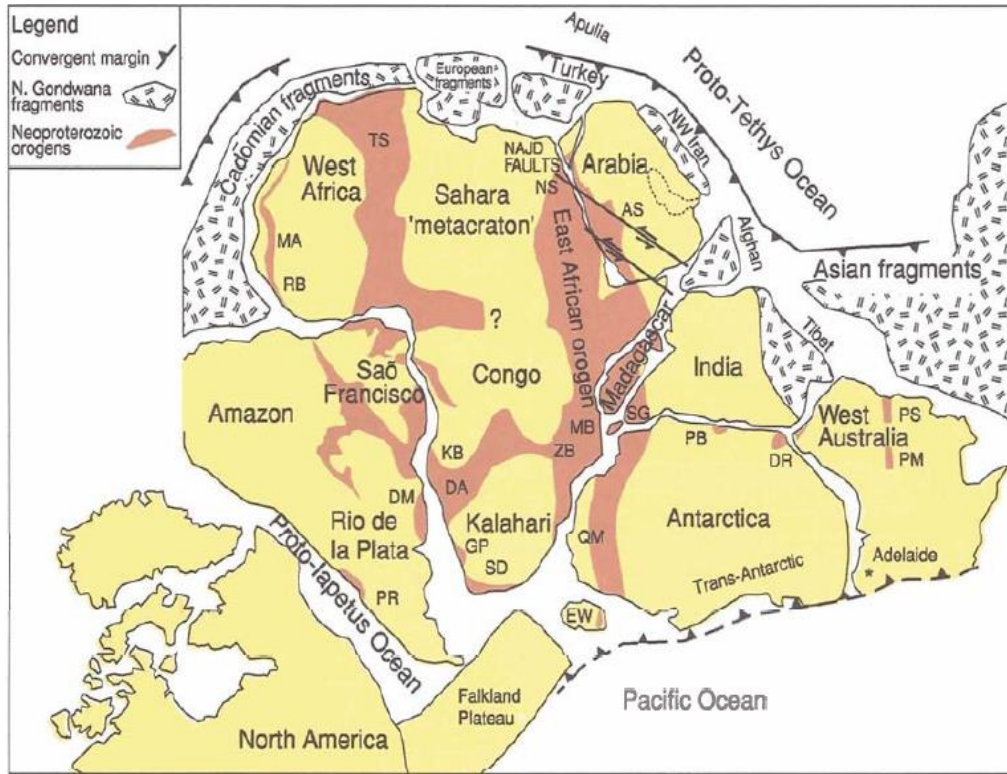 Legend
Convergent margin
N. Gondwana
fragments
Neoproterozoic
orogens
Apulia
Turkey
European
fragments
Cadomian fragments
Proto-Tethys Ocean
NW Iran
TS
West
Africa
NAJD
FAULTS
NS
Arabia
Sahara
'metacraton'
AS
MA
RB
East African orogen
Afghan
Asian fragments
?
Tibet
Madagascar
India
Saõ
Francisco
Congo
Amazon
SG
MB
West
Australia
PS
PM
KB
ZB
PB
DR
DM
DA
Rio de
la Plata
Kalahari
GP
SD
QM
Antarctica
Trans-Antarctic
Adelaide
*
Proto-Iapetus Ocean
PR
EW
Falkland
Plateau
Pacific Ocean
North America